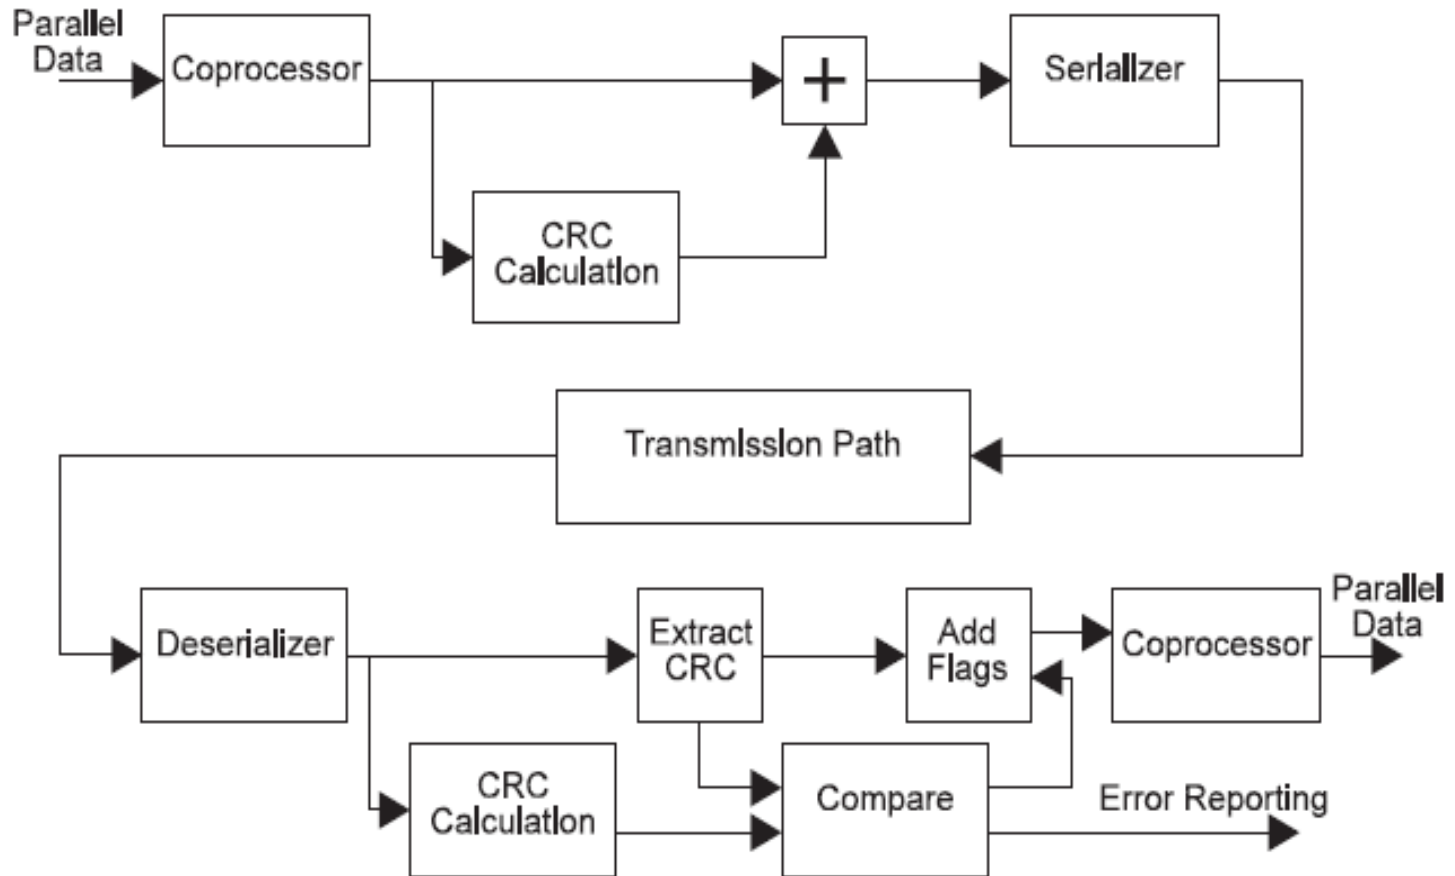 Parallel
Data
Coprocessor
+
Serializer
CRC
Calculation
Transmission Path
Deserializer
Extract
CRC
Add
Flags
Coprocessor
Parallel
Data
CRC
Calculation
Compare
Error Reporting